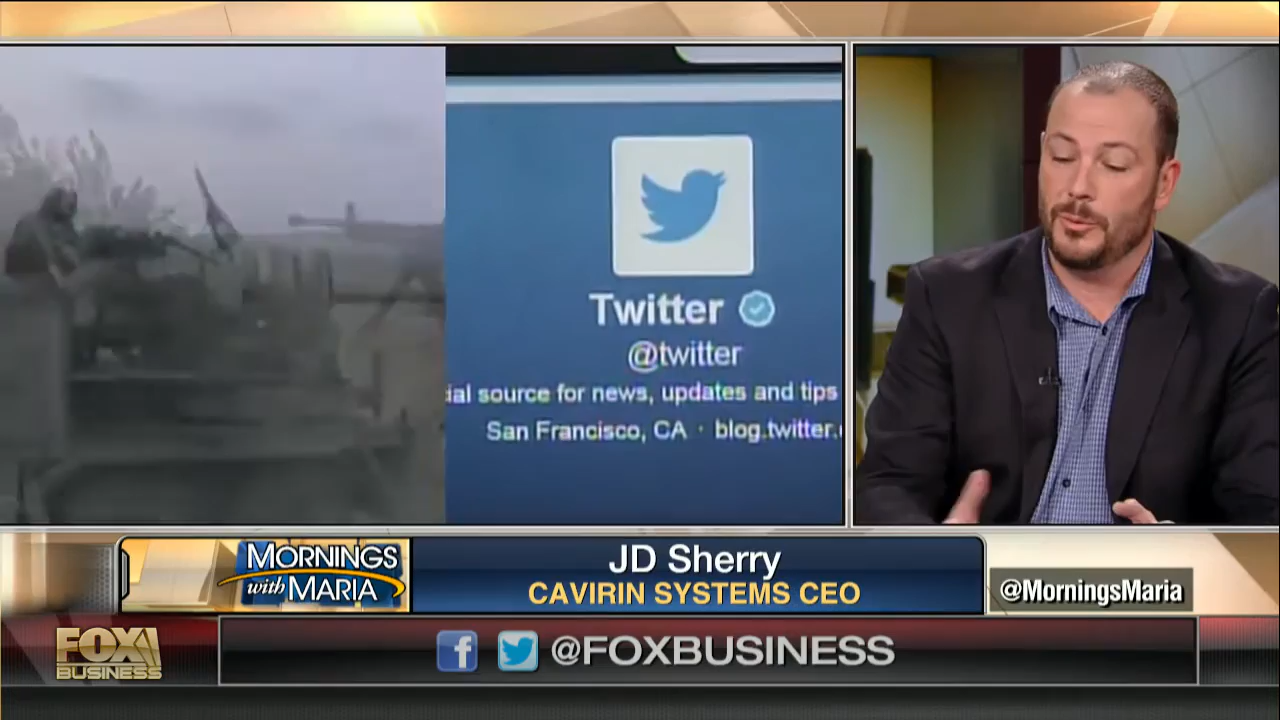 Twitter
@twitter
ial source for news, updates and tips
San Francisco, CA · blog.twitter.
MORNINGS
with MARIA
JD Sherry
CAVIRIN SYSTEMS CEO
@MorningsMaria
FOX
BUSINESS
f
@FOXBUSINESS